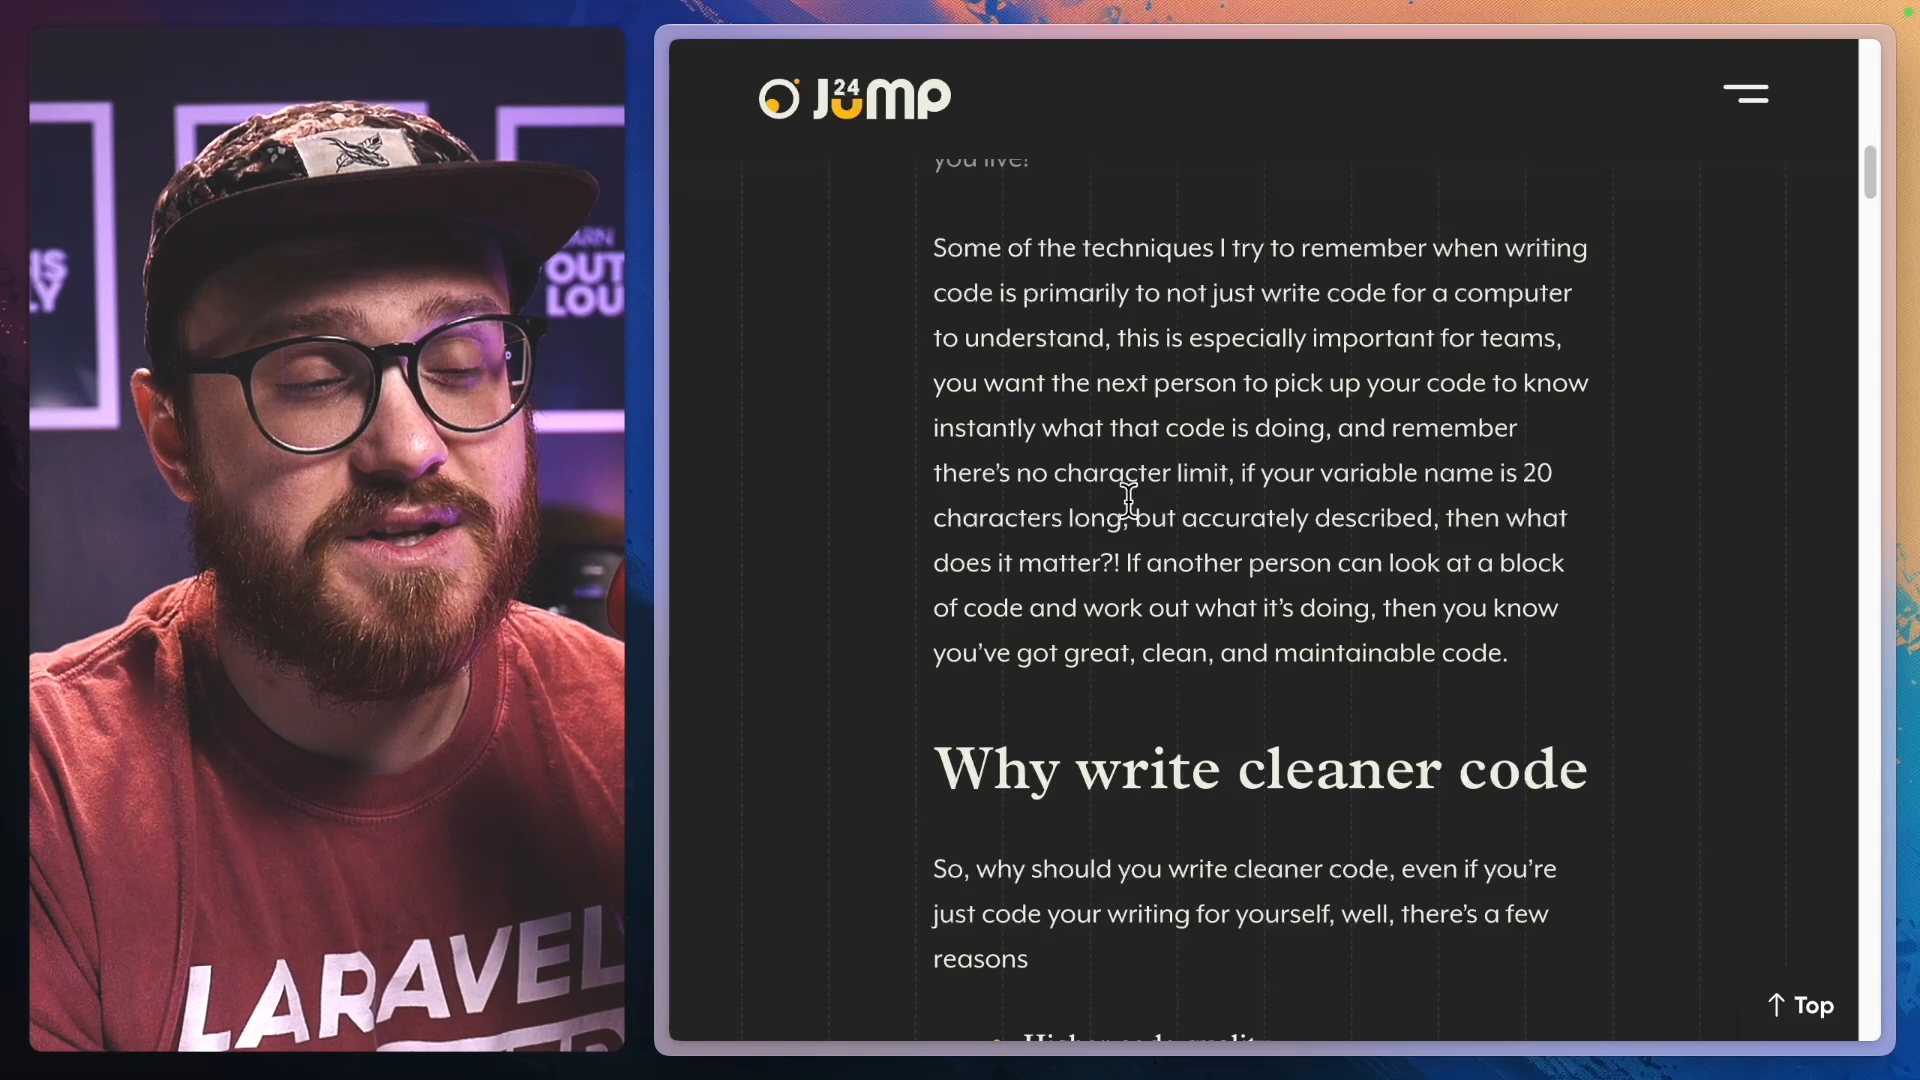 JUMP
24
you live!
Some of the techniques I try to remember when writing
code is primarily to not just write code for a computer
to understand, this is especially important for teams,
you want the next person to pick up your code to know
instantly what that code is doing, and remember
there's no character limit, if your variable name is 20
characters long, but accurately described, then what
does it matter?! If another person can look at a block
of code and work out what it's doing, then you know
you've got great, clean, and maintainable code.
Why write cleaner code
So, why should you write cleaner code, even if you're
just code your writing for yourself, well, there's a few
reasons
Top
OUT
LOU
LARAVEL